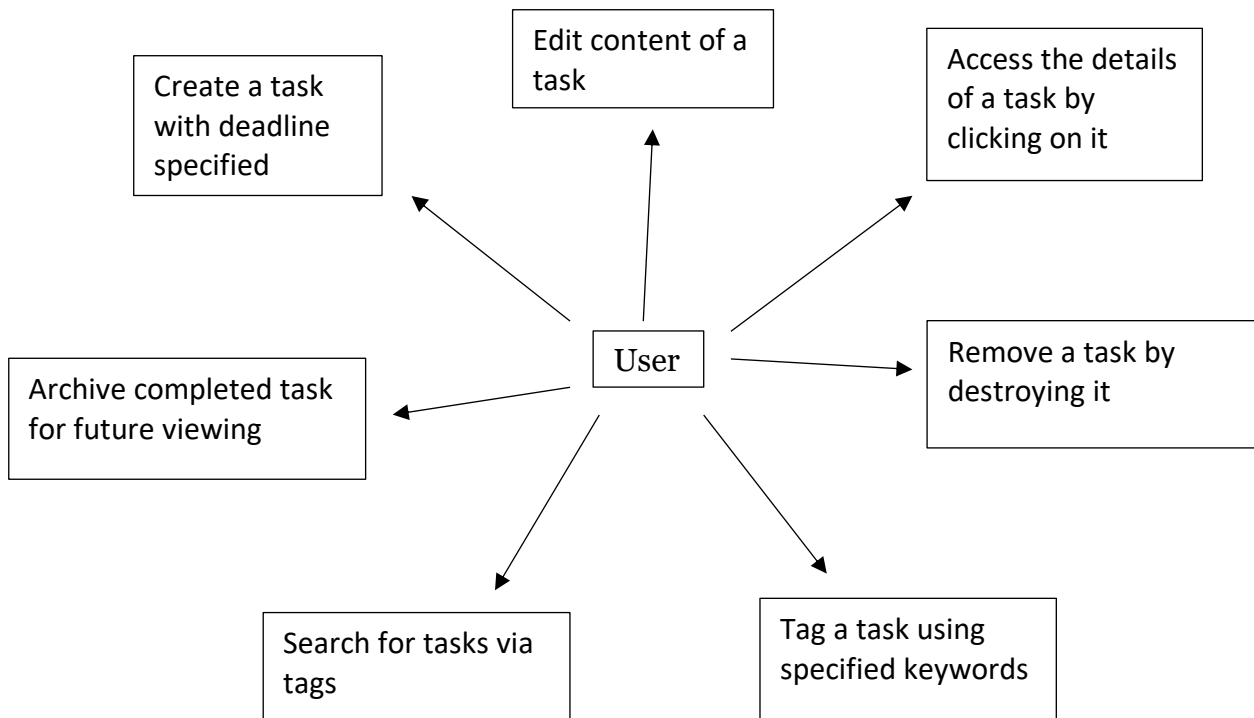 Edit content of a
task
Create a task
with deadline
specified
Access the details
of a task by
clicking on it
User
Remove a task by
destroying it
Archive completed task
for future viewing
Search for tasks via
tags
Tag a task using
specified keywords